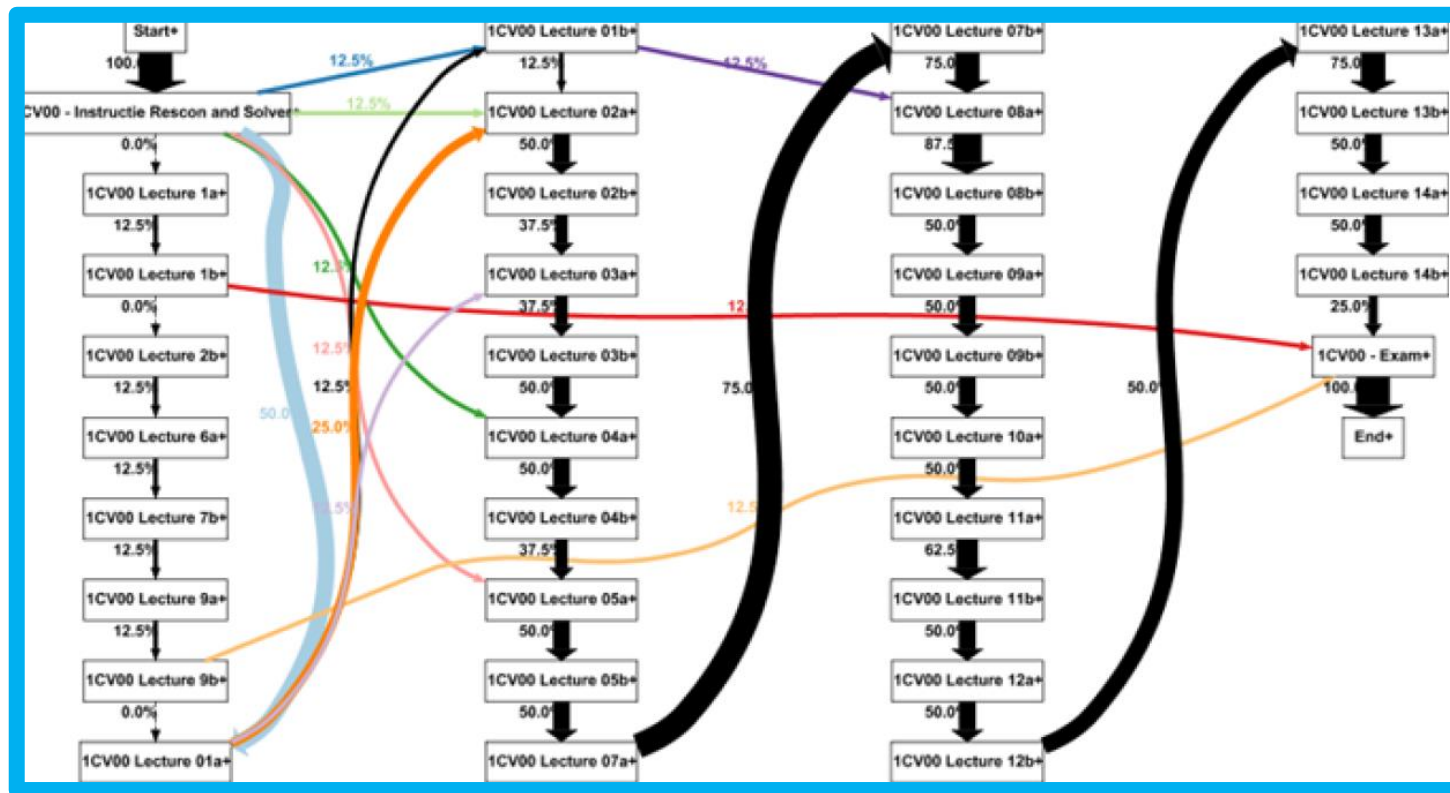 Start+
100.
CV00 - Instructie Rescon and Solver+
0.0%
1CV00 Lecture 1a+
12.5%
1CV00 Lecture 1b+
0.0%
1CV00 Lecture 2b+
12.5%
1CV00 Lecture 6a+
12.5%
1CV00 Lecture 7b+
12.5%
1CV00 Lecture 9a+
12.5%
1CV00 Lecture 9b+
0.0%
1CV00 Lecture 01a+
12.5%
12.5%
12.5%
12.5%
12.5%
50.0
25.0%
1CV00 Lecture 01b+
12.5%
1CV00 Lecture 02a+
50.0%
1CV00 Lecture 02b+
37.5%
1CV00 Lecture 03a+
37.5%
1CV00 Lecture 03b+
50.0%
1CV00 Lecture 04a+
50.0%
1CV00 Lecture 04b+
37.5%
1CV00 Lecture 05a+
50.0%
1CV00 Lecture 05b+
50.0%
1CV00 Lecture 07a+
12.5%
12.
75.0
12.5
1CV00 Lecture 07b+
75.0
1CV00 Lecture 08a+
87.5
1CV00 Lecture 08b+
50.0%
1CV00 Lecture 09a+
50.0%
1CV00 Lecture 09b+
50.0%
1CV00 Lecture 10a+
50.0%
1CV00 Lecture 11a+
62.5
1CV00 Lecture 11b+
50.0%
1CV00 Lecture 12a+
50.0%
1CV00 Lecture 12b+
50.0%
1CV00 Lecture 13a+
75.0
1CV00 Lecture 13b+
50.0%
1CV00 Lecture 14a+
50.0%
1CV00 Lecture 14b+
25.0%
1CV00 - Exam+
100.
End+